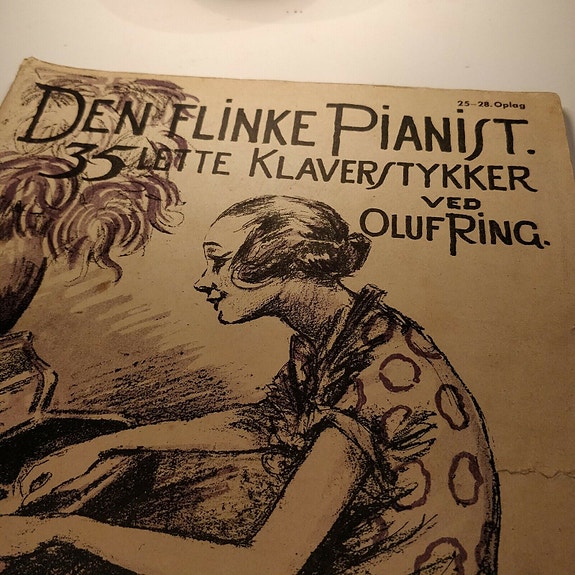 25-28. Oplag
DEN FLINKE PIANIST.
35 LETTE KLAVERSTYKKER
VED
OLUF RING.